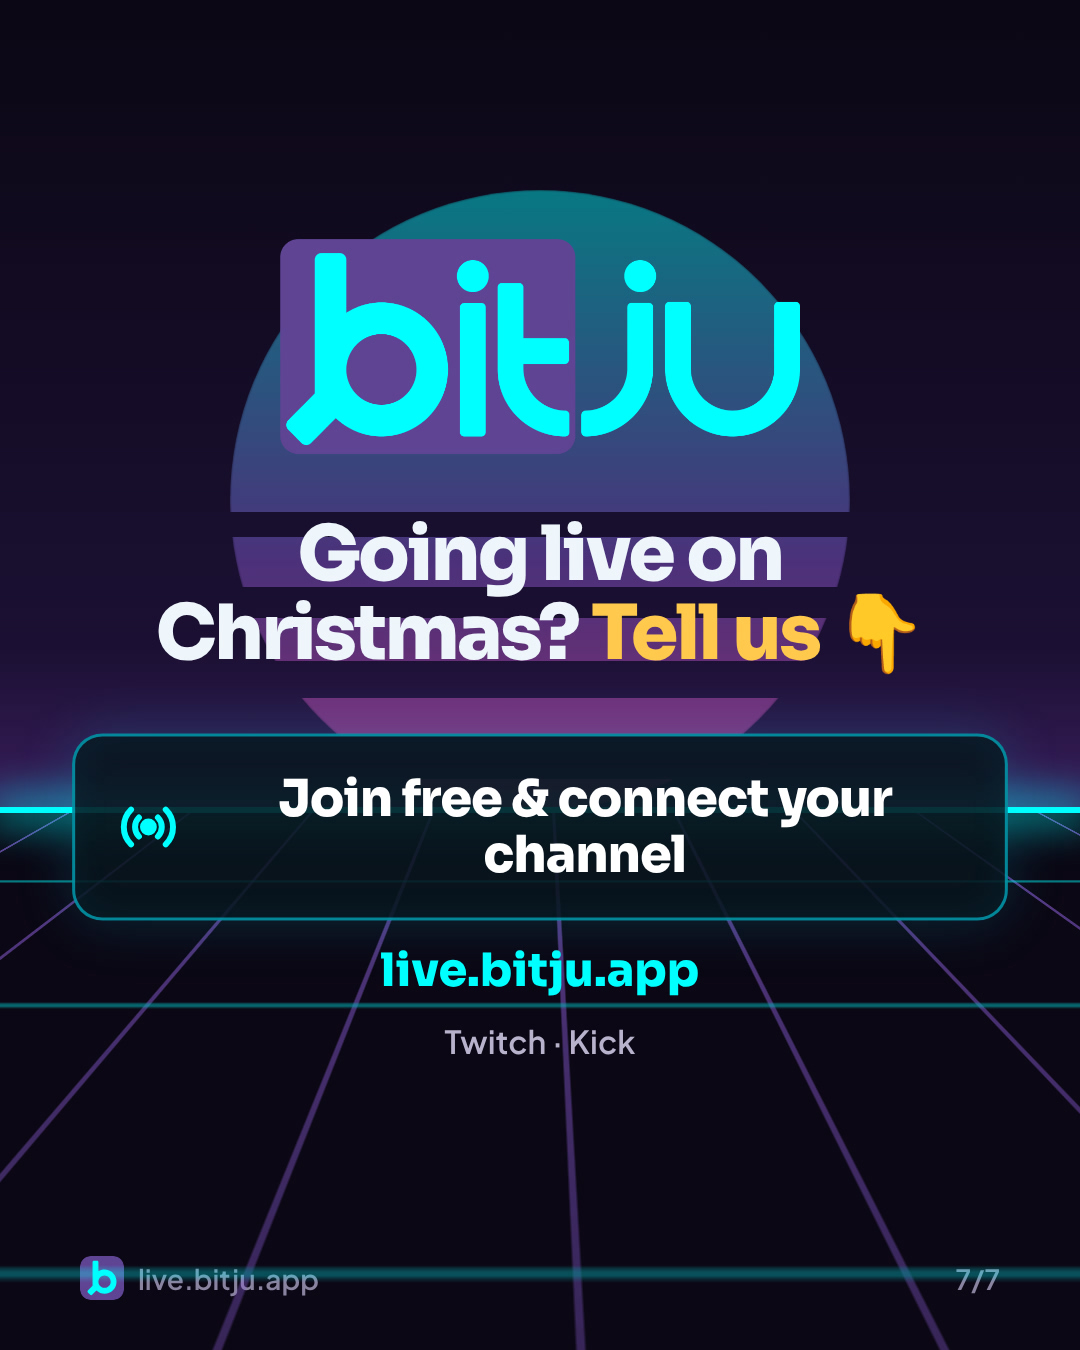 bitju
Going live on
Christmas? Tell us 👇
Join free & connect your
channel
live.bitju.app
Twitch · Kick
b live.bitju.app
7/7